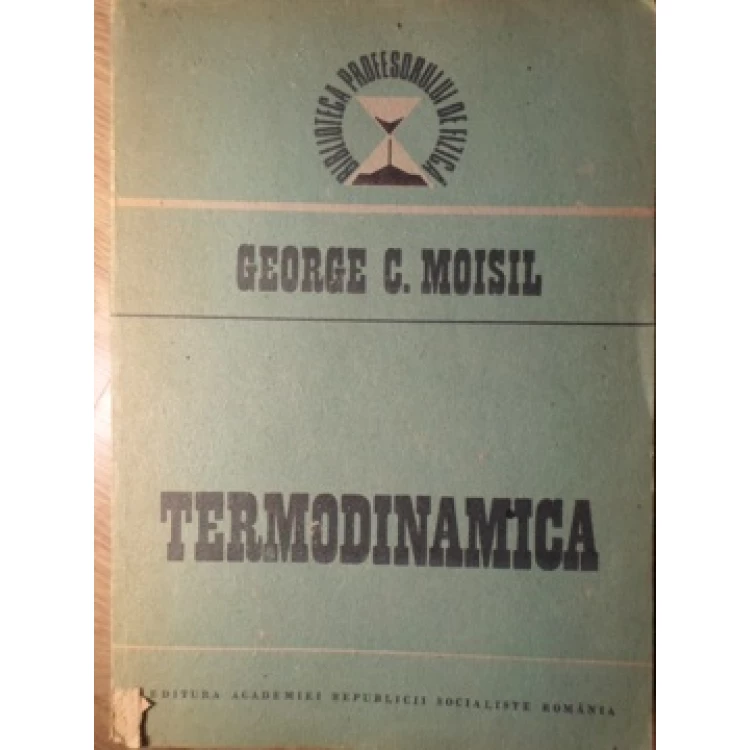 BIBLIOTECA PROFESORULUI DE FIZICĂ
GEORGE C. MOISIL
TERMODINAMICA
EDITURA ACADEMIEI REPUBLICII SOCIALISTE ROMÂNIA